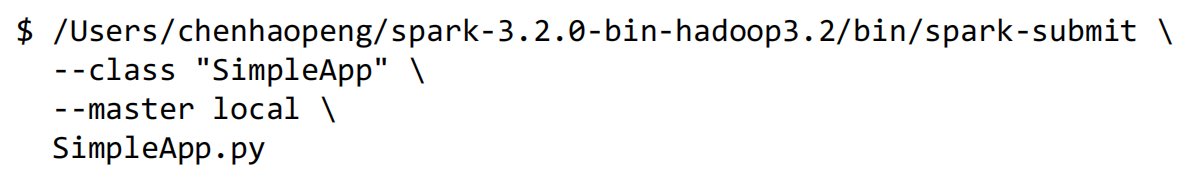 $ /Users/chenhaopeng/spark-3.2.0-bin-hadoop3.2/bin/spark-submit \
--class "SimpleApp" \
--master local \
SimpleApp.py